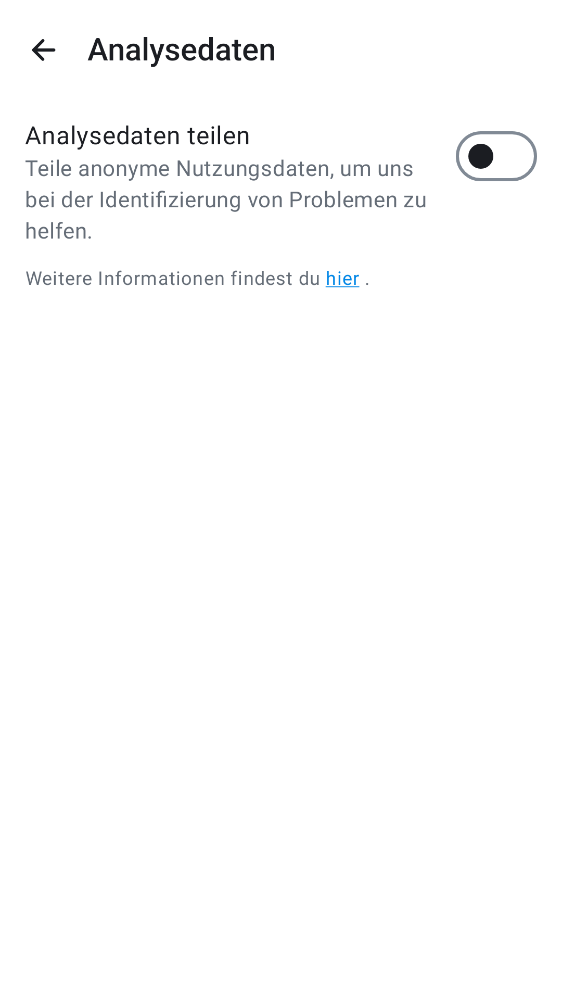 Analysedaten
Analysedaten teilen
Teile anonyme Nutzungsdaten, um uns
bei der Identifizierung von Problemen zu
helfen.
Weitere Informationen findest du hier .